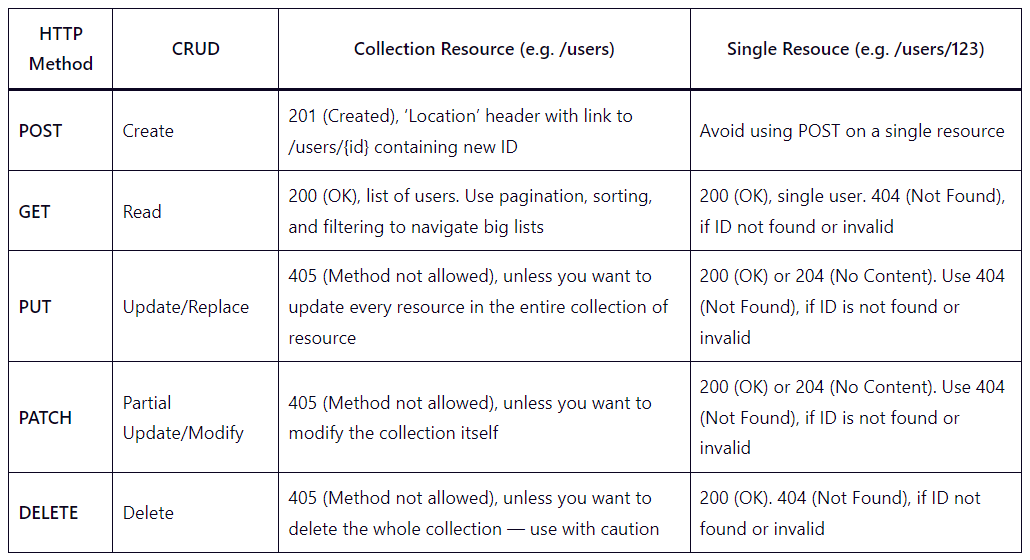 HTTP
Method
CRUD
Collection Resource (e.g. /users)
Single Resouce (e.g. /users/123)
POST
Create
201 (Created), ‘Location’ header with link to
/users/{id} containing new ID
Avoid using POST on a single resource
GET
Read
200 (OK), list of users. Use pagination, sorting,
and filtering to navigate big lists
200 (OK), single user. 404 (Not Found),
if ID not found or invalid
PUT
Update/Replace
405 (Method not allowed), unless you want to
update every resource in the entire collection of
resource
200 (OK) or 204 (No Content). Use 404
(Not Found), if ID is not found or
invalid
PATCH
Partial
Update/Modify
405 (Method not allowed), unless you want to
modify the collection itself
200 (OK) or 204 (No Content). Use 404
(Not Found), if ID is not found or
invalid
DELETE
Delete
405 (Method not allowed), unless you want to
delete the whole collection — use with caution
200 (OK). 404 (Not Found), if ID not
found or invalid